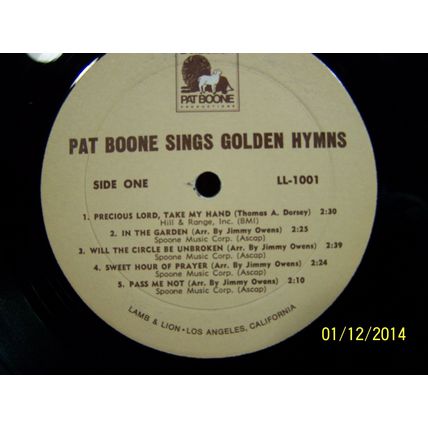 PAT BOONE
PRODUCTIONS
PAT BOONE SINGS GOLDEN HYMNS
SIDE ONE LL-1001
1. PRECIOUS LORD, TAKE MY HAND (Thomas A. Dorsey) 2:30
Hill & Range, Inc. (BMI)
2. IN THE GARDEN (Arr. By Jimmy Owens) 2:25
Spoone Music Corp. (Ascap)
3. WILL THE CIRCLE BE UNBROKEN (Arr. By Jimmy Owens) 2:39
Spoone Music Corp. (Ascap)
4. SWEET HOUR OF PRAYER (Arr. By Jimmy Owens) 2:24
Spoone Music Corp. (Ascap)
5. PASS ME NOT (Arr. By Jimmy Owens) 2:10
Spoone Music Corp. (Ascap)
LAMB & LION • LOS ANGELES, CALIFORNIA
01/12/2014